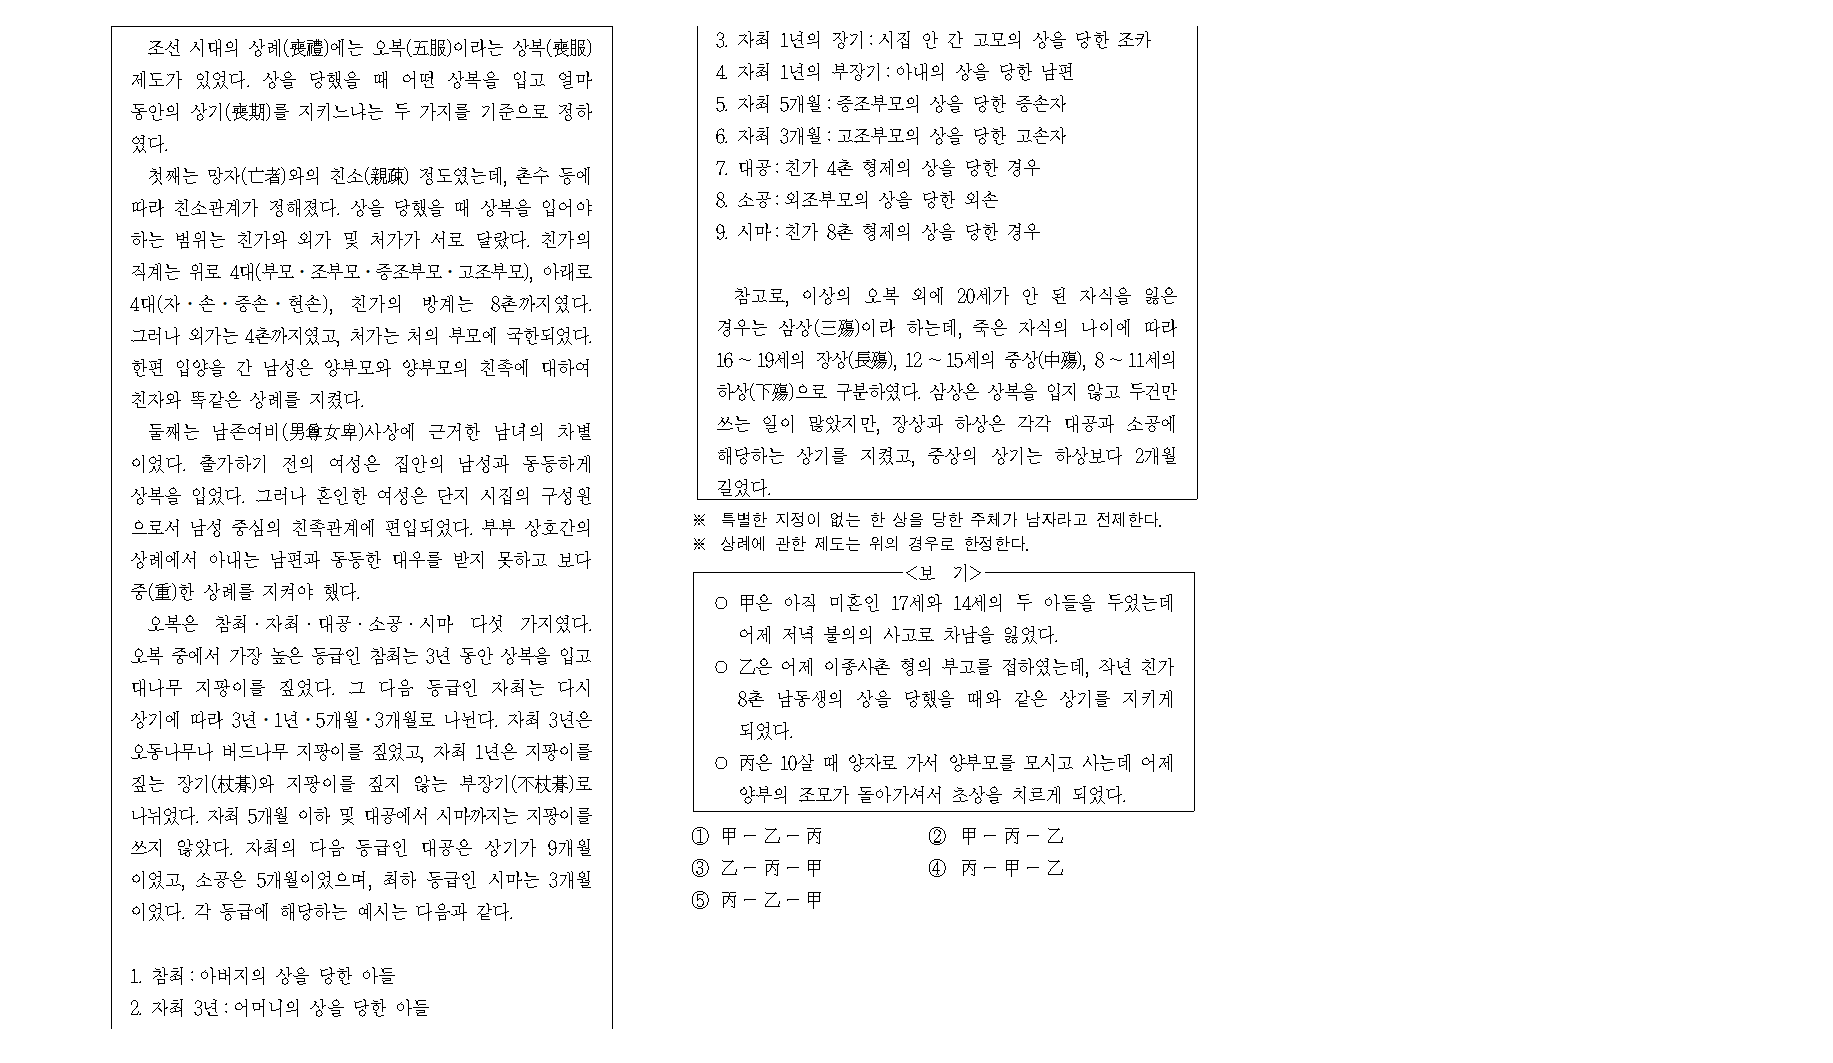 조선 시대의 상례(喪禮)에는 오복(五服)이라는 상복(喪服)
제도가 있었다. 상을 당했을 때 어떤 상복을 입고 얼마
동안의 상기(喪期)를 지키느냐는 두 가지를 기준으로 정하
였다.
첫째는 망자(亡者)와의 친소(親疎) 정도였는데, 촌수 등에
따라 친소관계가 정해졌다. 상을 당했을 때 상복을 입어야
하는 범위는 친가와 외가 및 처가가 서로 달랐다. 친가의
직계는 위로 4대(부모·조부모·증조부모·고조부모), 아래로
4대(자·손·증손·현손), 친가의 방계는 8촌까지였다.
그러나 외가는 4촌까지였고, 처가는 처의 부모에 국한되었다.
한편 입양을 간 남성은 양부모와 양부모의 친족에 대하여
친자와 똑같은 상례를 지켰다.
둘째는 남존여비(男尊女卑)사상에 근거한 남녀의 차별
이었다. 출가하기 전의 여성은 집안의 남성과 동등하게
상복을 입었다. 그러나 혼인한 여성은 단지 시집의 구성원
으로서 남성 중심의 친족관계에 편입되었다. 부부 상호간의
상례에서 아내는 남편과 동등한 대우를 받지 못하고 보다
중(重)한 상례를 지켜야 했다.
오복은 참최·자최·대공·소공·시마 다섯 가지였다.
오복 중에서 가장 높은 등급인 참최는 3년 동안 상복을 입고
대나무 지팡이를 짚었다. 그 다음 등급인 자최는 다시
상기에 따라 3년·1년·5개월·3개월로 나뉜다. 자최 3년은
오동나무나 버드나무 지팡이를 짚었고, 자최 1년은 지팡이를
짚는 장기(杖朞)와 지팡이를 짚지 않는 부장기(不杖朞)로
나뉘었다. 자최 5개월 이하 및 대공에서 시마까지는 지팡이를
쓰지 않았다. 자최의 다음 등급인 대공은 상기가 9개월
이었고, 소공은 5개월이었으며, 최하 등급인 시마는 3개월
이었다. 각 등급에 해당하는 예시는 다음과 같다.
1. 참최:아버지의 상을 당한 아들
2. 자최 3년:어머니의 상을 당한 아들
3. 자최 1년의 장기:시집 안 간 고모의 상을 당한 조카
4. 자최 1년의 부장기:아내의 상을 당한 남편
5. 자최 5개월:증조부모의 상을 당한 증손자
6. 자최 3개월:고조부모의 상을 당한 고손자
7. 대공:친가 4촌 형제의 상을 당한 경우
8. 소공:외조부모의 상을 당한 외손
9. 시마:친가 8촌 형제의 상을 당한 경우
참고로, 이상의 오복 외에 20세가 안 된 자식을 잃은
경우는 삼상(三殤)이라 하는데, 죽은 자식의 나이에 따라
16～19세의 장상(長殤), 12～15세의 중상(中殤), 8～11세의
하상(下殤)으로 구분하였다. 삼상은 상복을 입지 않고 두건만
쓰는 일이 많았지만, 장상과 하상은 각각 대공과 소공에
해당하는 상기를 지켰고, 중상의 상기는 하상보다 2개월
길었다.
※ 특별한 지정이 없는 한 상을 당한 주체가 남자라고 전제한다.
※ 상례에 관한 제도는 위의 경우로 한정한다.
<보 기>
○ 甲은 아직 미혼인 17세와 14세의 두 아들을 두었는데
어제 저녁 불의의 사고로 차남을 잃었다.
○ 乙은 어제 이종사촌 형의 부고를 접하였는데, 작년 친가
8촌 남동생의 상을 당했을 때와 같은 상기를 지키게
되었다.
○ 丙은 10살 때 양자로 가서 양부모를 모시고 사는데 어제
양부의 조모가 돌아가셔서 초상을 치르게 되었다.
① 甲－乙－丙
② 甲－丙－乙
③ 乙－丙－甲
④ 丙－甲－乙
⑤ 丙－乙－甲